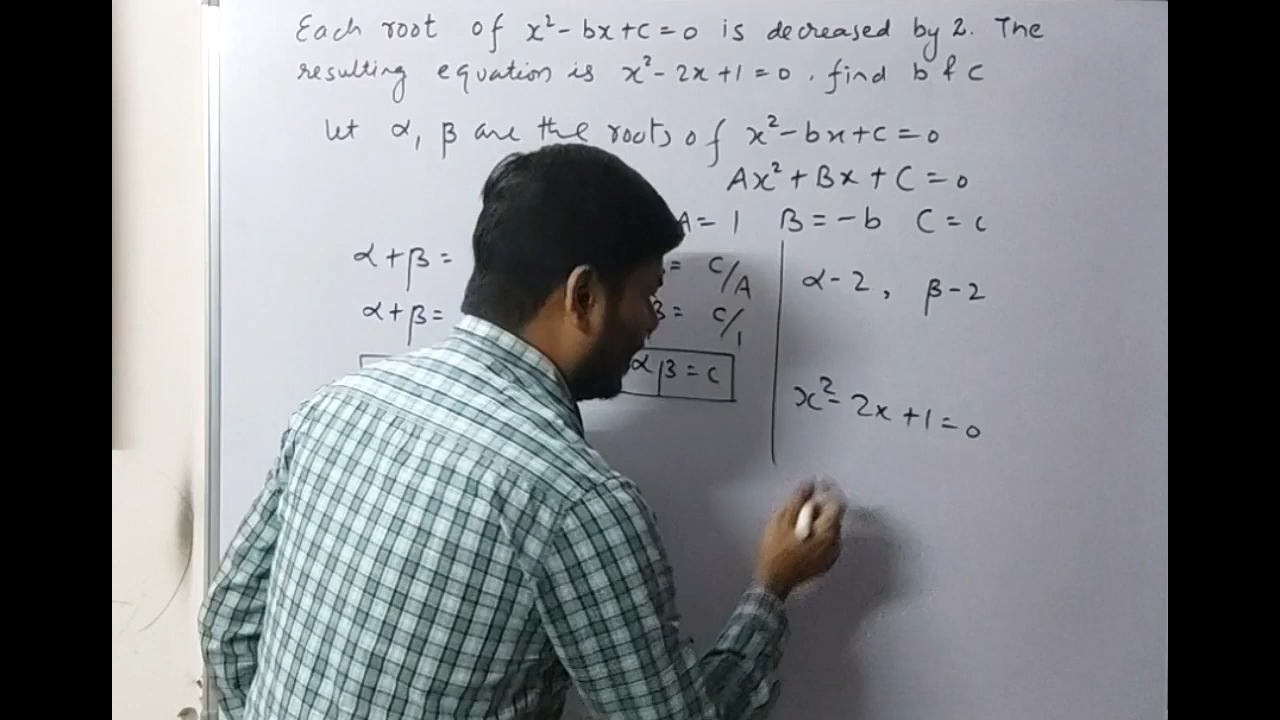 Each root of x² - bx + c = 0 is decreased by 2. The
resulting equation is x² - 2x + 1 = 0. find b & c
let α, β are the roots of x² - bx + c = 0
Ax² + Bx + C = 0
A = 1 B = -b C = c
α + β = = C/A
α + β = β = c/1
αβ = c
α - 2, β - 2
x² - 2x + 1 = 0